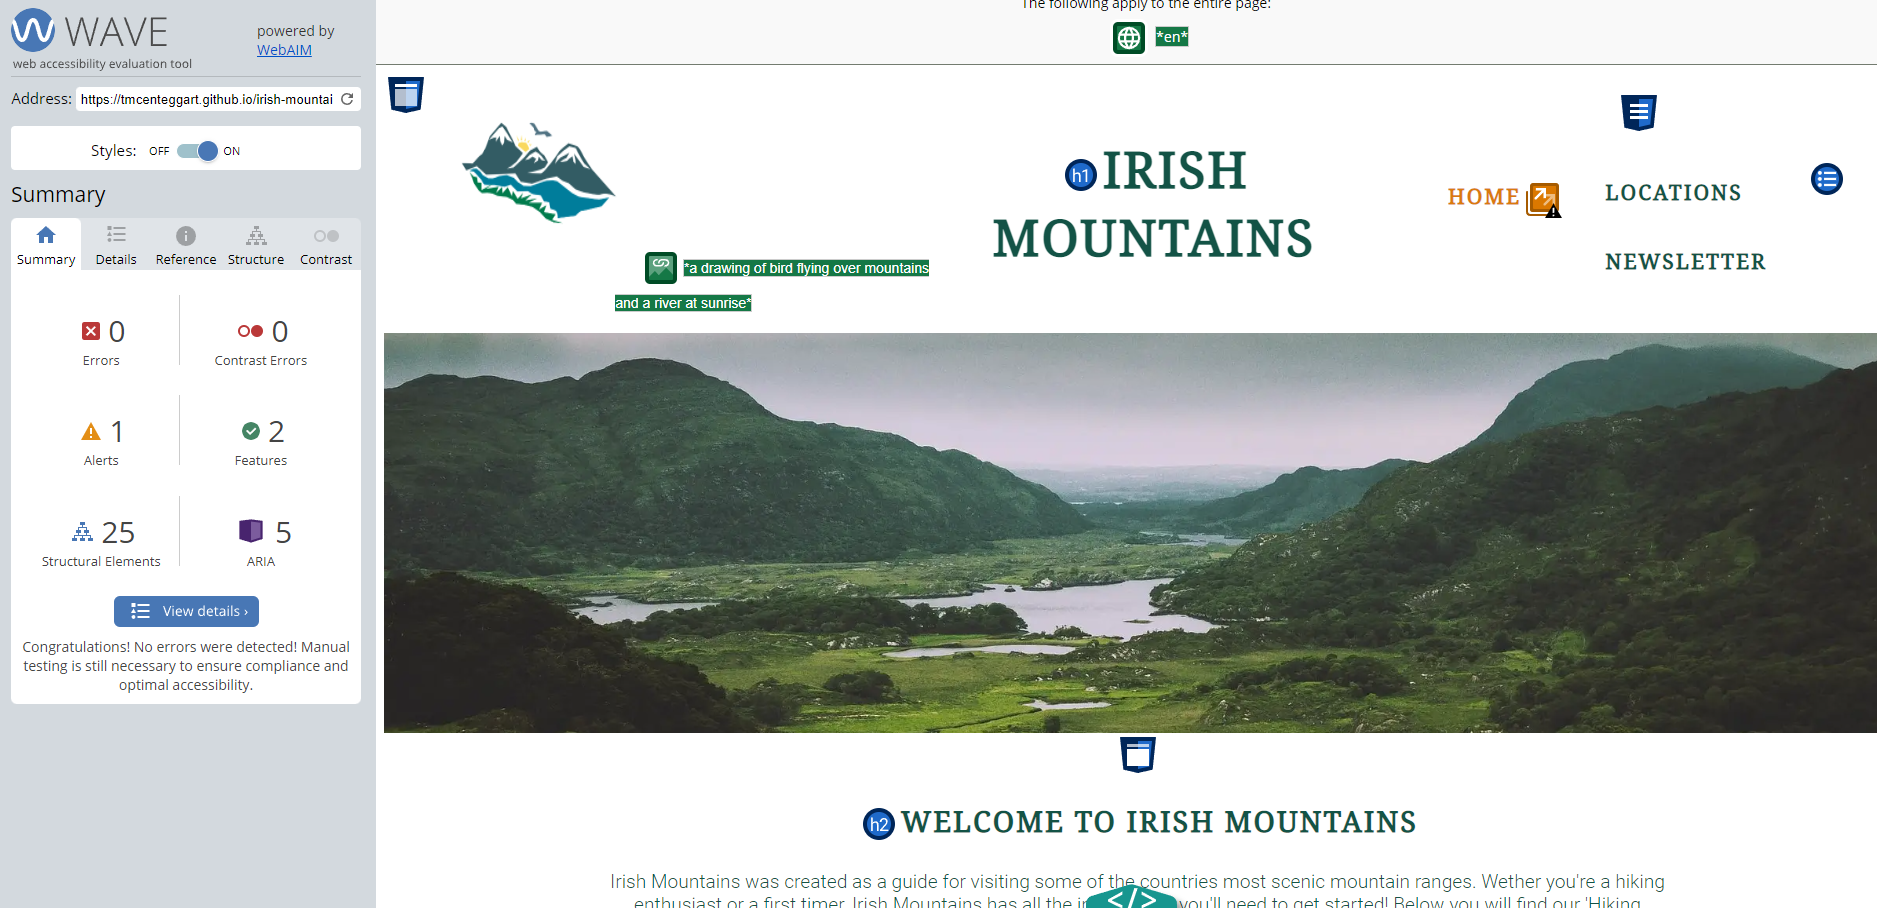 WAVE
web accessibility evaluation tool
powered by
WebAIM
Address: https://tmcenteggart.github.io/irish-mountai
Styles: OFF ON
Summary
Summary Details Reference Structure Contrast
0 0
Errors Contrast Errors
1 2
Alerts Features
25 5
Structural Elements ARIA
View details ›
Congratulations! No errors were detected! Manual
testing is still necessary to ensure compliance and
optimal accessibility.
The following apply to the entire page:
*en*
h1 IRISH
MOUNTAINS
*a drawing of bird flying over mountains
and a river at sunrise*
HOME LOCATIONS
NEWSLETTER
h2 WELCOME TO IRISH MOUNTAINS
Irish Mountains was created as a guide for visiting some of the countries most scenic mountain ranges. Wether you're a hiking
enthusiast or a first timer, Irish Mountains has all the you'll need to get started! Below you will find our 'Hiking